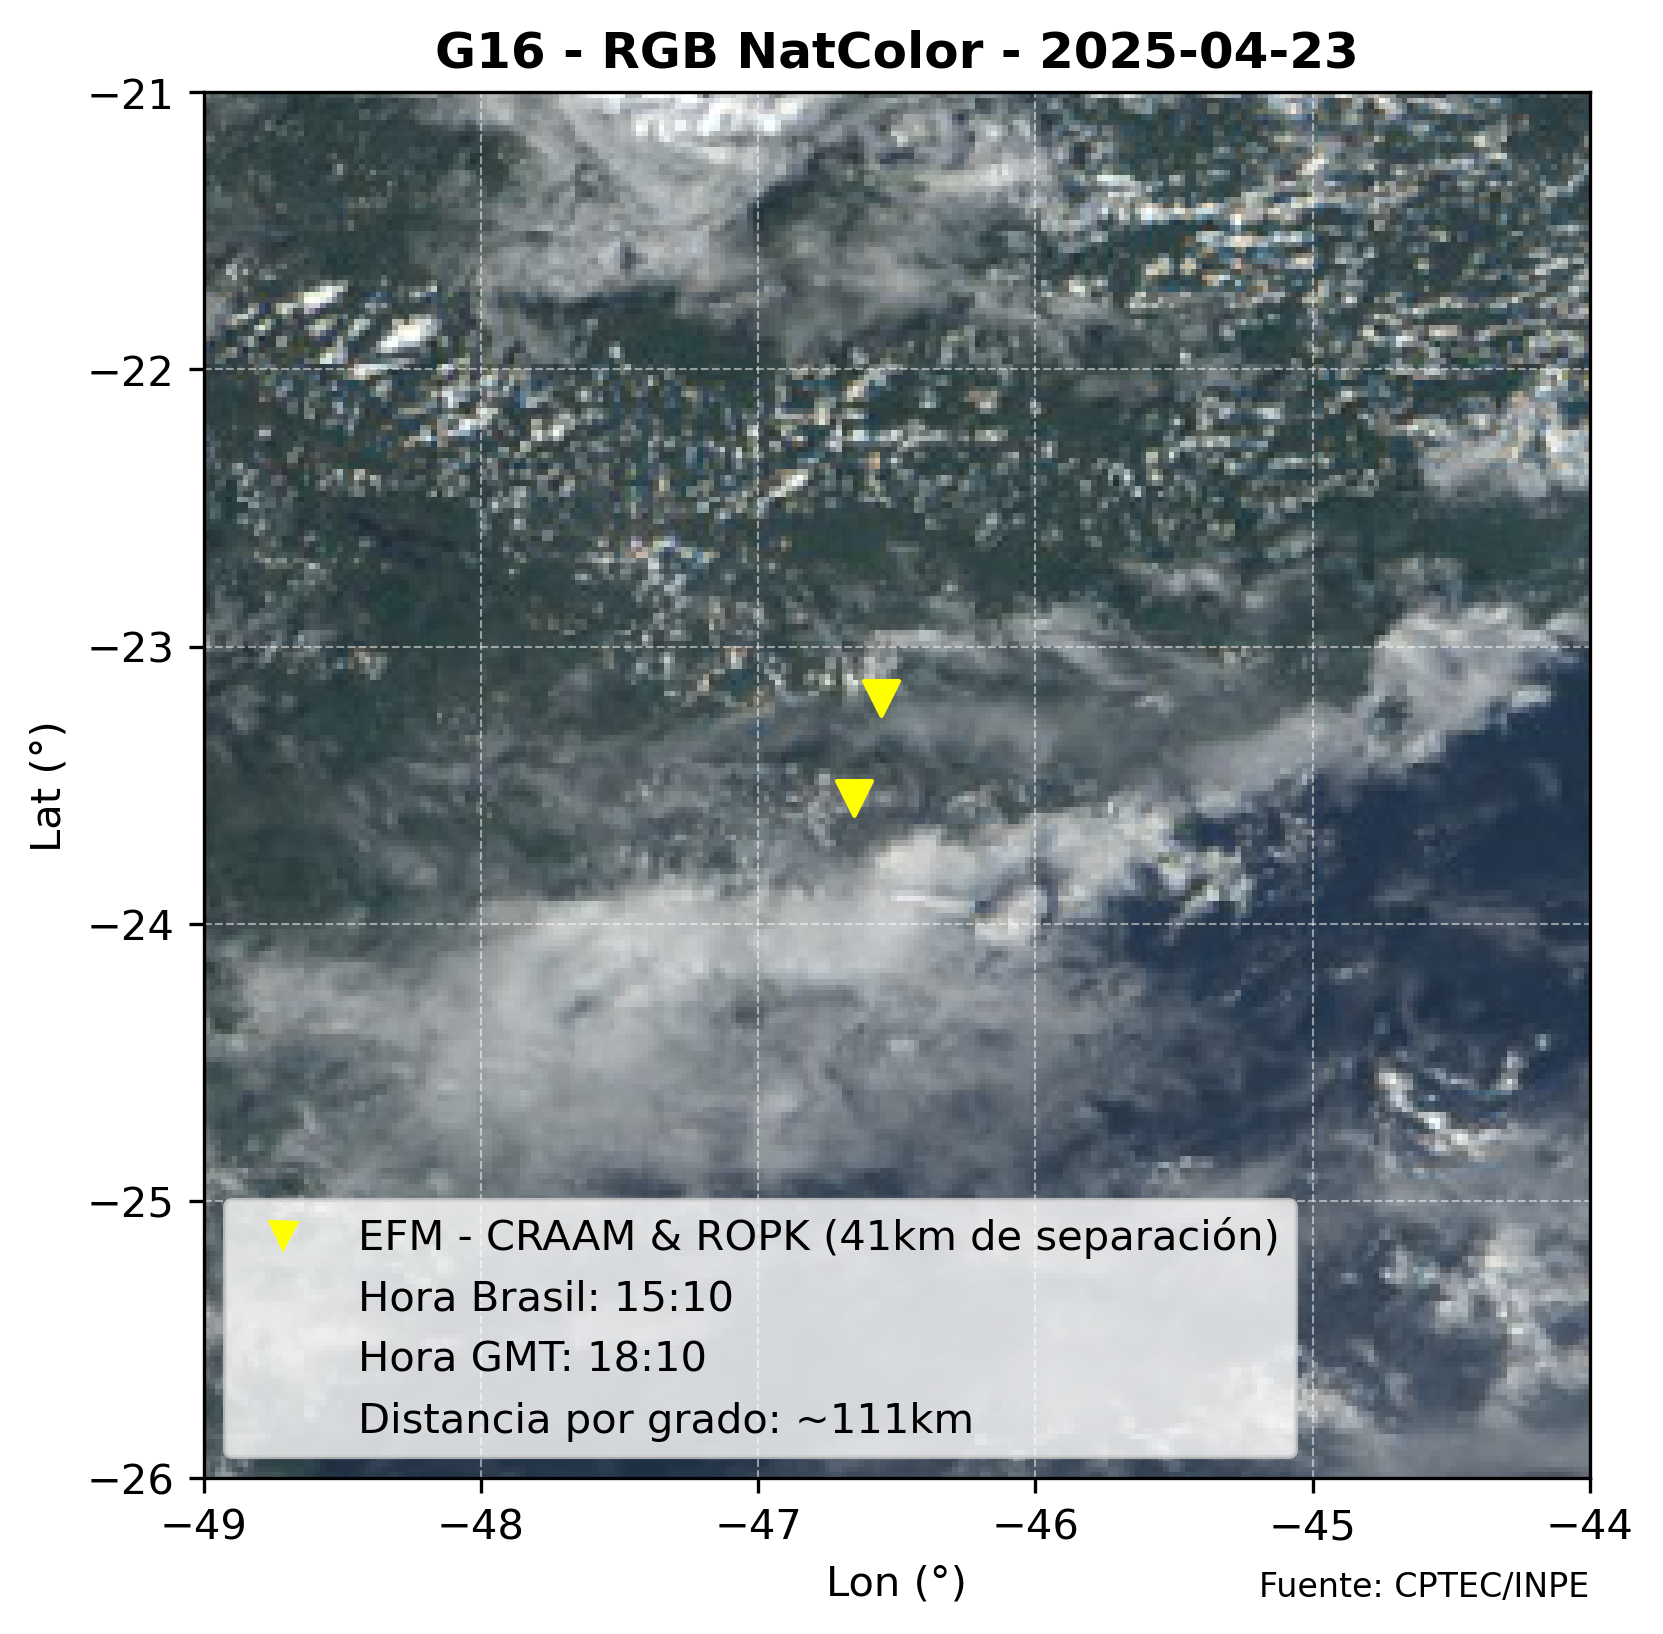 G16 - RGB NatColor - 2025-04-23
−21
−22
−23
−24
−25
−26
Lat (°)
EFM - CRAAM & ROPK (41km de separación)
Hora Brasil: 15:10
Hora GMT: 18:10
Distancia por grado: ~111km
−49
−48
−47
−46
−45
−44
Lon (°)
Fuente: CPTEC/INPE